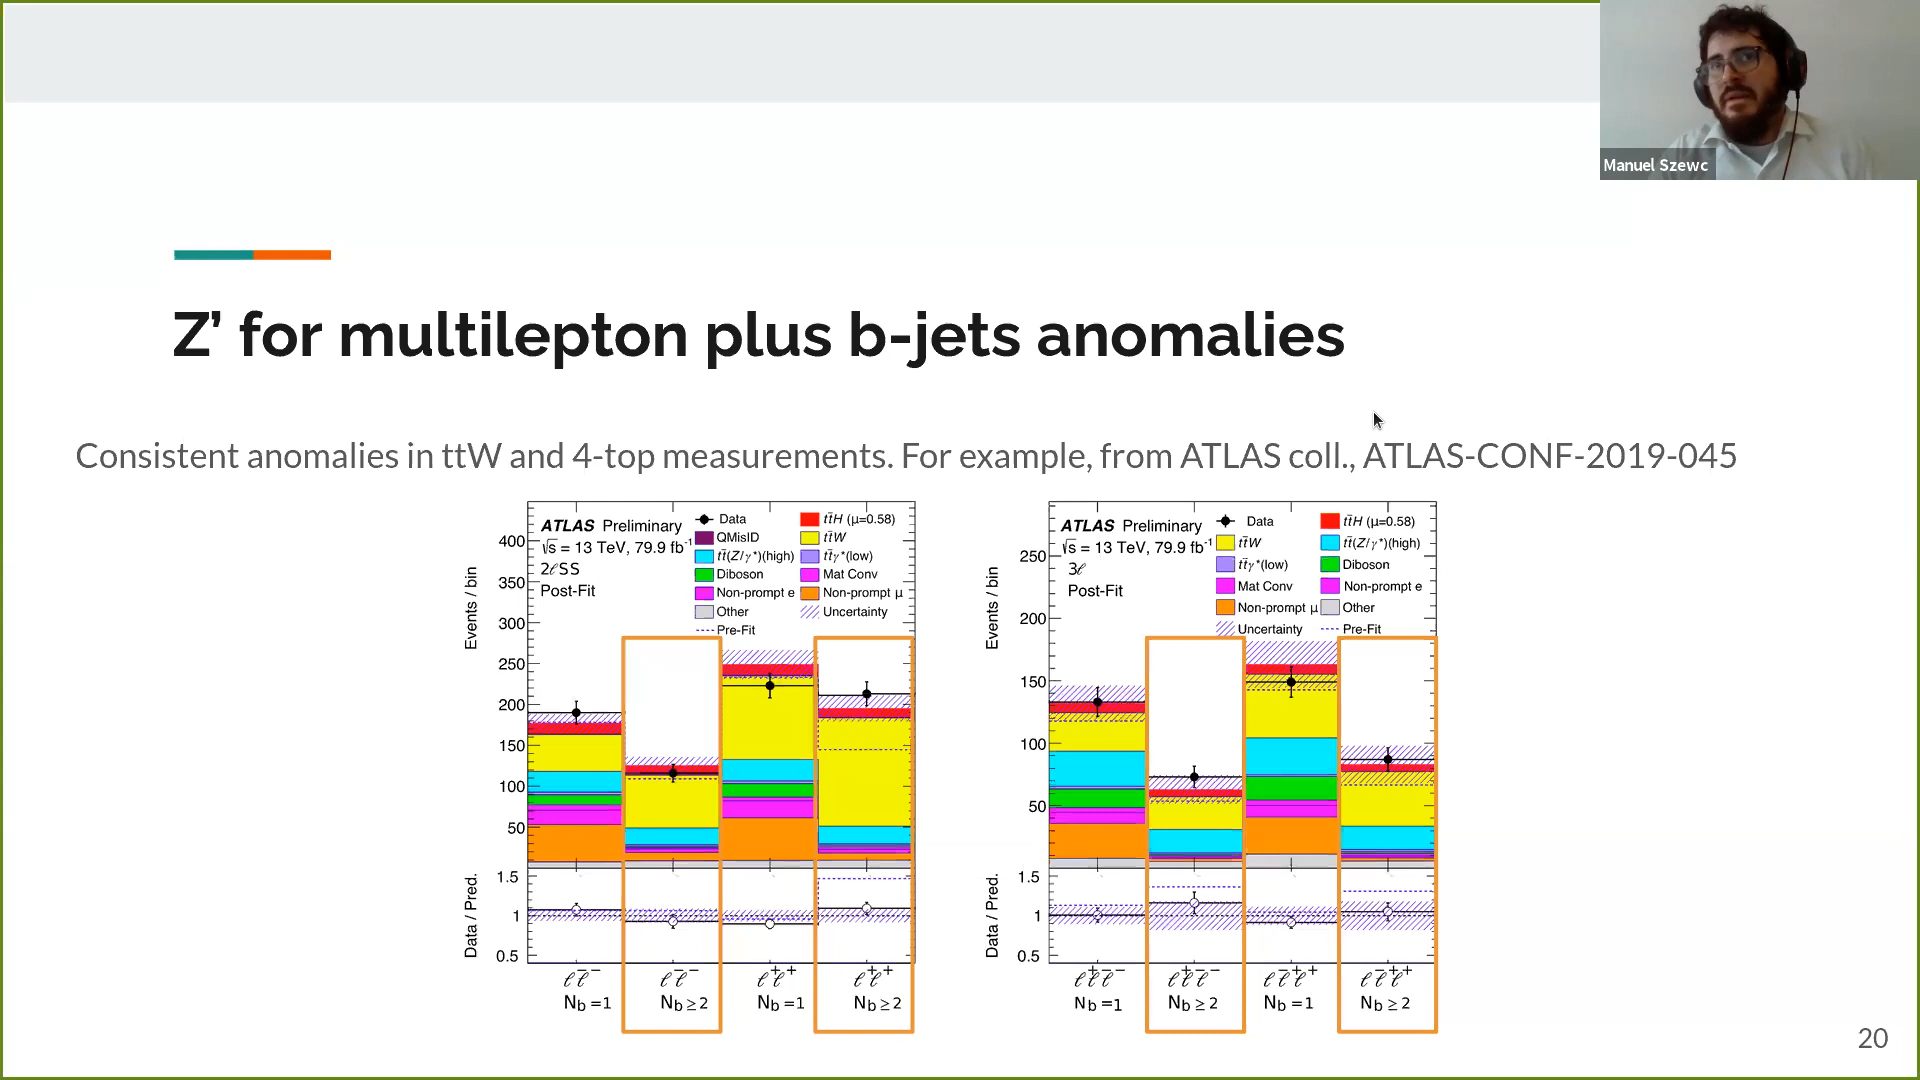 Manuel Szewc
Z’ for multilepton plus b-jets anomalies
Consistent anomalies in ttW and 4-top measurements. For example, from ATLAS coll., ATLAS-CONF-2019-045
ATLAS Preliminary
√s = 13 TeV, 79.9 fb⁻¹
2ℓSS
Post-Fit
Data
tt̄H (μ=0.58)
QMisID
tt̄W
tt̄(Z/γ*)(high)
tt̄γ*(low)
Diboson
Mat Conv
Non-prompt e
Non-prompt μ
Other
Uncertainty
Pre-Fit
Events / bin
400
350
300
250
200
150
100
50
Data / Pred.
1.5
1
0.5
ℓ⁻ℓ⁻
N_b =1
ℓ⁻ℓ⁻
N_b ≥ 2
ℓ⁺ℓ⁺
N_b =1
ℓ⁺ℓ⁺
N_b ≥ 2
ATLAS Preliminary
√s = 13 TeV, 79.9 fb⁻¹
3ℓ
Post-Fit
Data
tt̄H (μ=0.58)
tt̄W
tt̄(Z/γ*)(high)
tt̄γ*(low)
Diboson
Mat Conv
Non-prompt e
Non-prompt μ
Other
Uncertainty
Pre-Fit
Events / bin
250
200
150
100
50
Data / Pred.
1.5
1
0.5
ℓ⁺ℓ⁻ℓ⁻
N_b =1
ℓ⁺ℓ⁻ℓ⁻
N_b ≥ 2
ℓ⁻ℓ⁺ℓ⁺
N_b =1
ℓ⁻ℓ⁺ℓ⁺
N_b ≥ 2
20